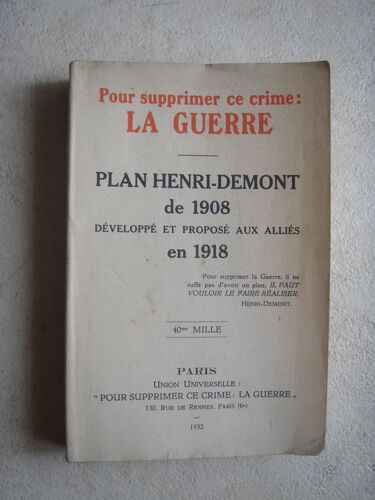 Pour supprimer ce crime:
LA GUERRE
PLAN HENRI-DEMONT
de 1908
DÉVELOPPÉ ET PROPOSÉ AUX ALLIÉS
en 1918
Pour supprimer la Guerre, il ne
suffit pas d'avoir un plan, IL FAUT
VOULOIR LE FAIRE RÉALISER.
HENRI-DEMONT.
40me MILLE
PARIS
UNION UNIVERSELLE :
"POUR SUPPRIMER CE CRIME: LA GUERRE„
130, RUE DE RENNES, PARIS (6e)
1932